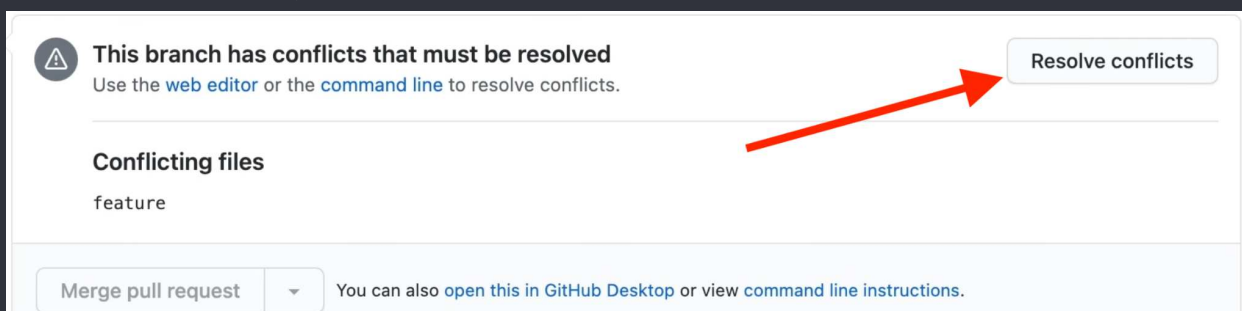 This branch has conflicts that must be resolved
Resolve conflicts
Use the web editor or the command line to resolve conflicts.
Conflicting files
feature
Merge pull request
You can also open this in GitHub Desktop or view command line instructions.